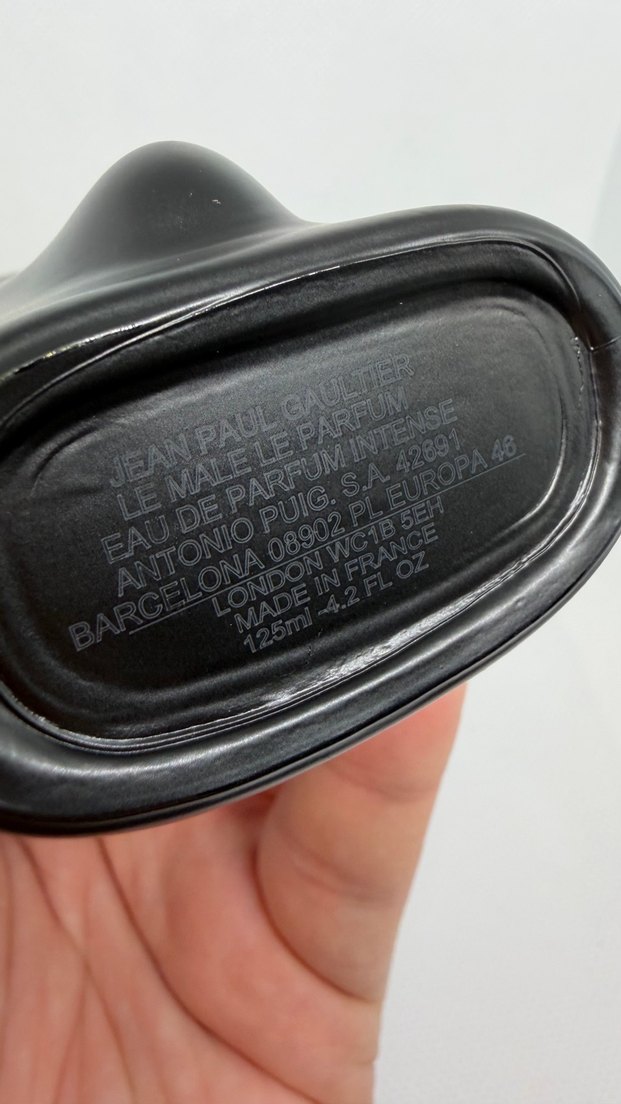 JEAN PAUL GAULTIER
LE MALE LE PARFUM
EAU DE PARFUM INTENSE
ANTONIO PUIG. S.A. 42691
BARCELONA 08902 PL.EUROPA 46
LONDON WC1B 5EH
MADE IN FRANCE
125ml -4.2 FL OZ